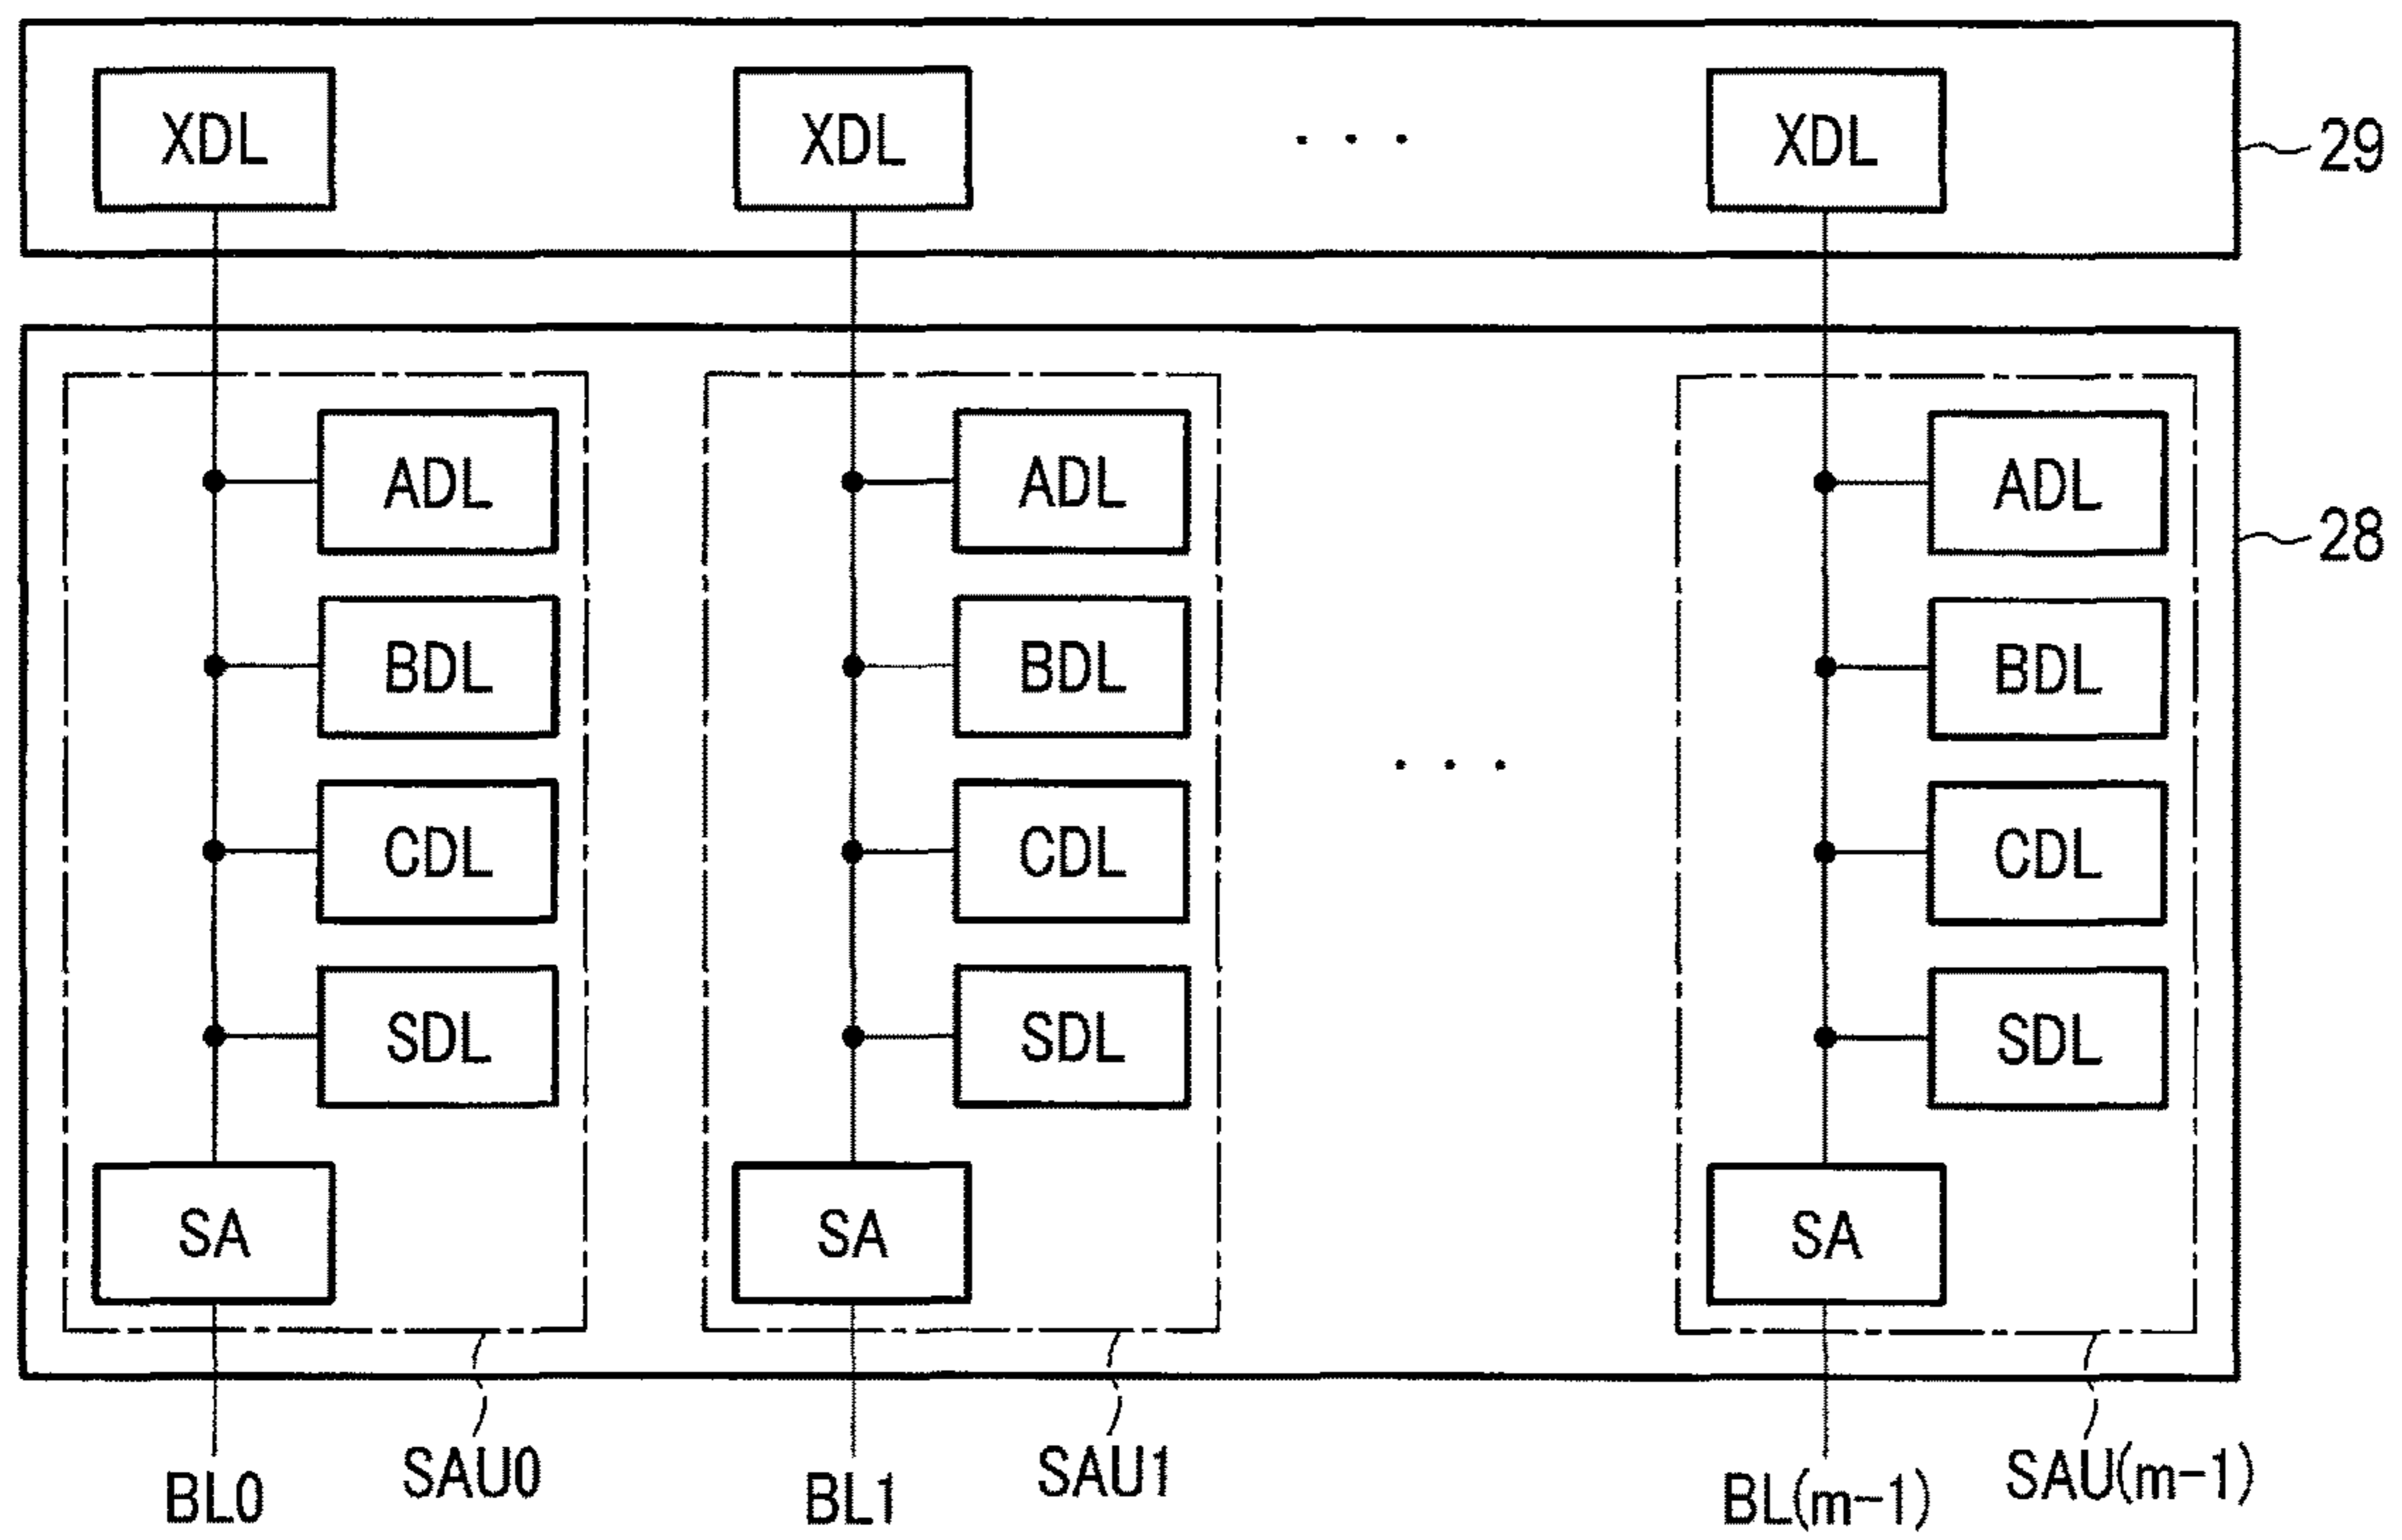 XDL XDL . . . XDL
29
ADL ADL ADL
28
BDL BDL BDL
. . .
CDL CDL CDL
SDL SDL SDL
SA SA SA
BL0 SAU0 BL1 SAU1 BL(m-1) SAU(m-1)